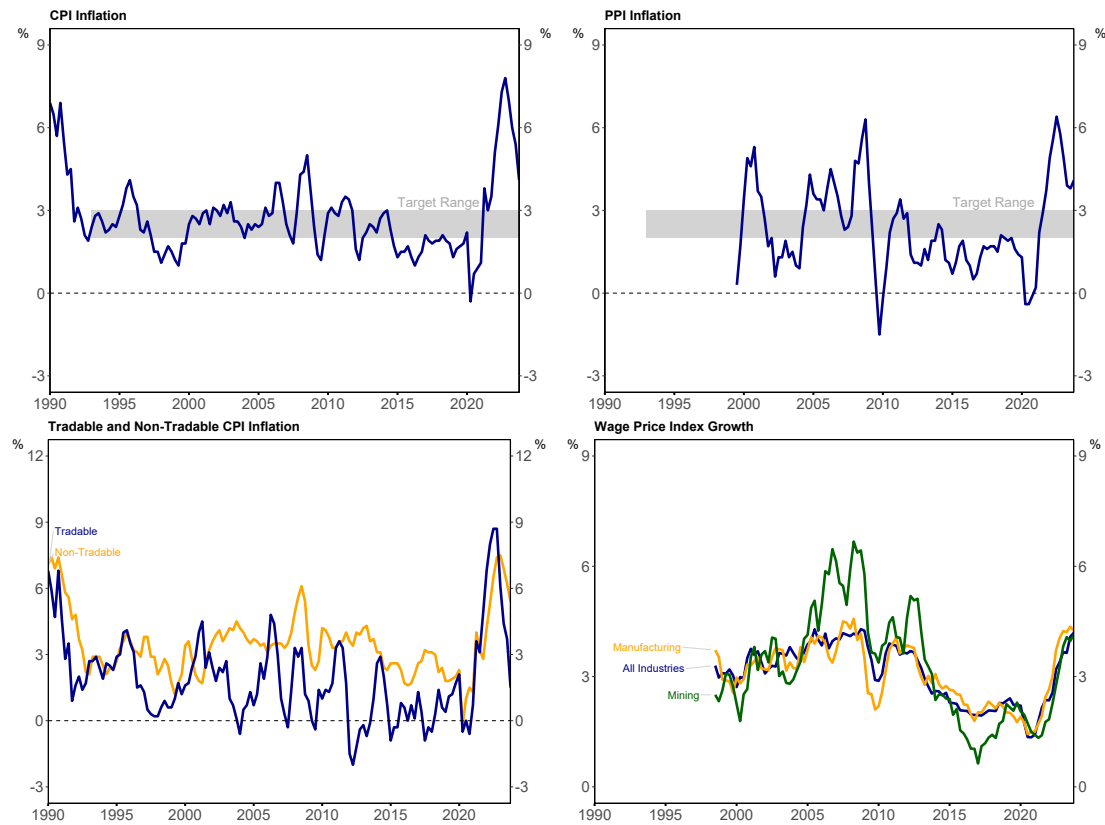 CPI Inflation
% %
9 9
6 6
Target Range
3 3
0 0
-3 -3
1990 1995 2000 2005 2010 2015 2020
PPI Inflation
% %
9 9
6 6
Target Range
3 3
0 0
-3 -3
1990 1995 2000 2005 2010 2015 2020
Tradable and Non-Tradable CPI Inflation
% %
12 12
9 9
Tradable
Non-Tradable
6 6
3 3
0 0
-3 -3
1990 1995 2000 2005 2010 2015 2020
Wage Price Index Growth
% %
9 9
6 6
Manufacturing
All Industries
3 3
Mining
0 0
1990 1995 2000 2005 2010 2015 2020